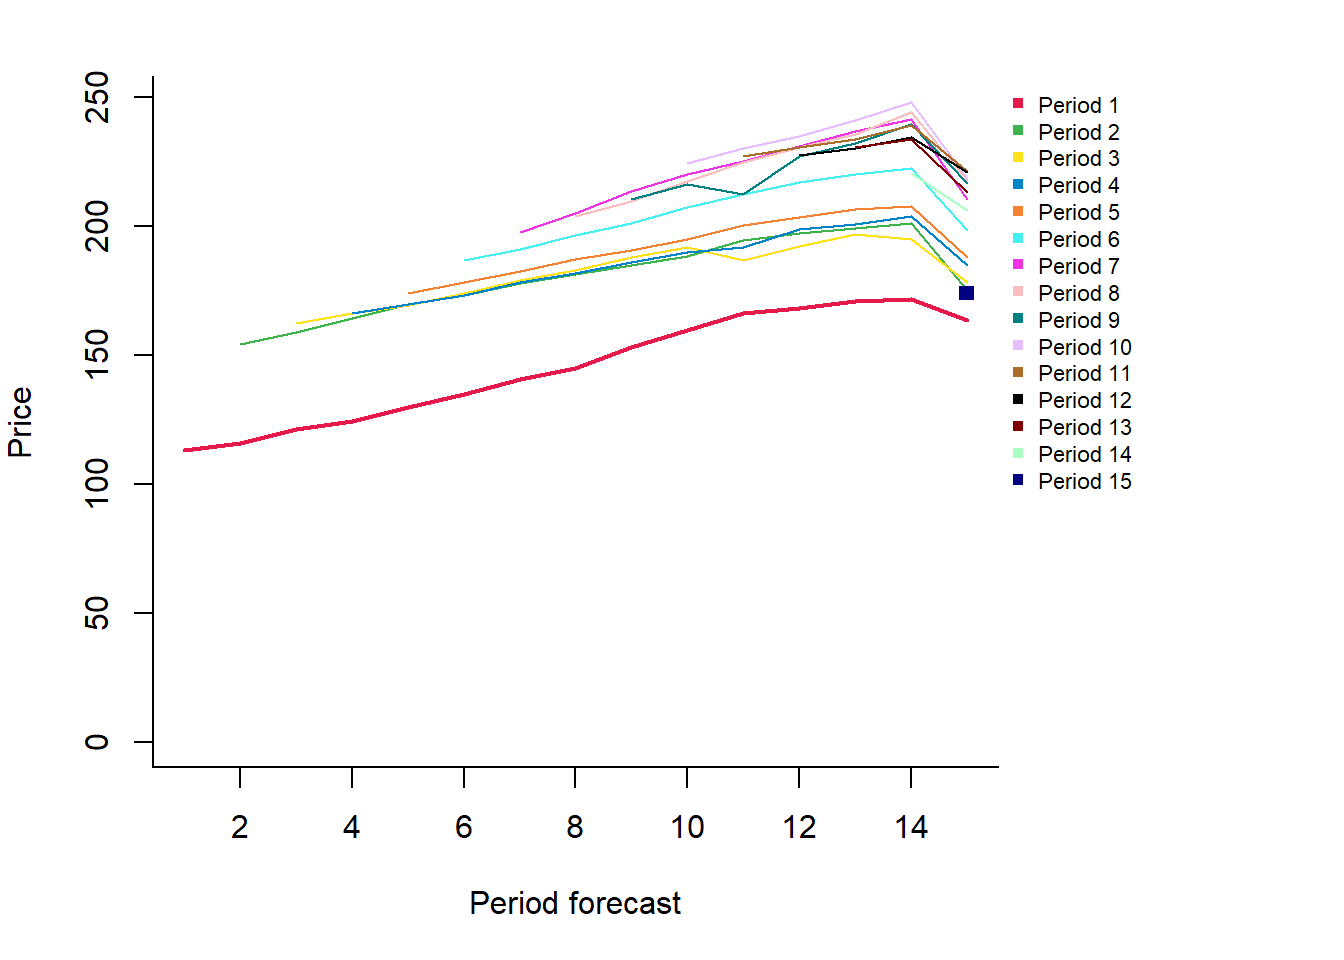 250
200
150
100
50
0
Price
2 4 6 8 10 12 14
Period forecast
Period 1
Period 2
Period 3
Period 4
Period 5
Period 6
Period 7
Period 8
Period 9
Period 10
Period 11
Period 12
Period 13
Period 14
Period 15